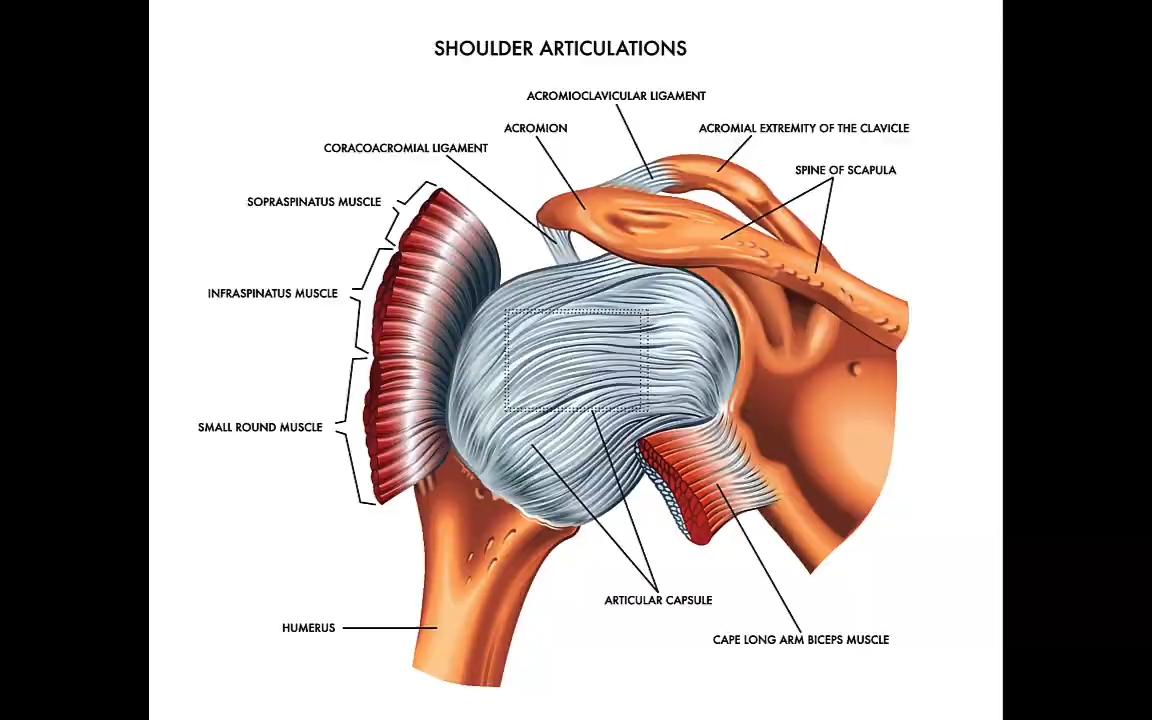 SHOULDER ARTICULATIONS
ACROMIOCLAVICULAR LIGAMENT
ACROMION
ACROMIAL EXTREMITY OF THE CLAVICLE
CORACOACROMIAL LIGAMENT
SPINE OF SCAPULA
SOPRASPINATUS MUSCLE
INFRASPINATUS MUSCLE
SMALL ROUND MUSCLE
ARTICULAR CAPSULE
HUMERUS
CAPE LONG ARM BICEPS MUSCLE